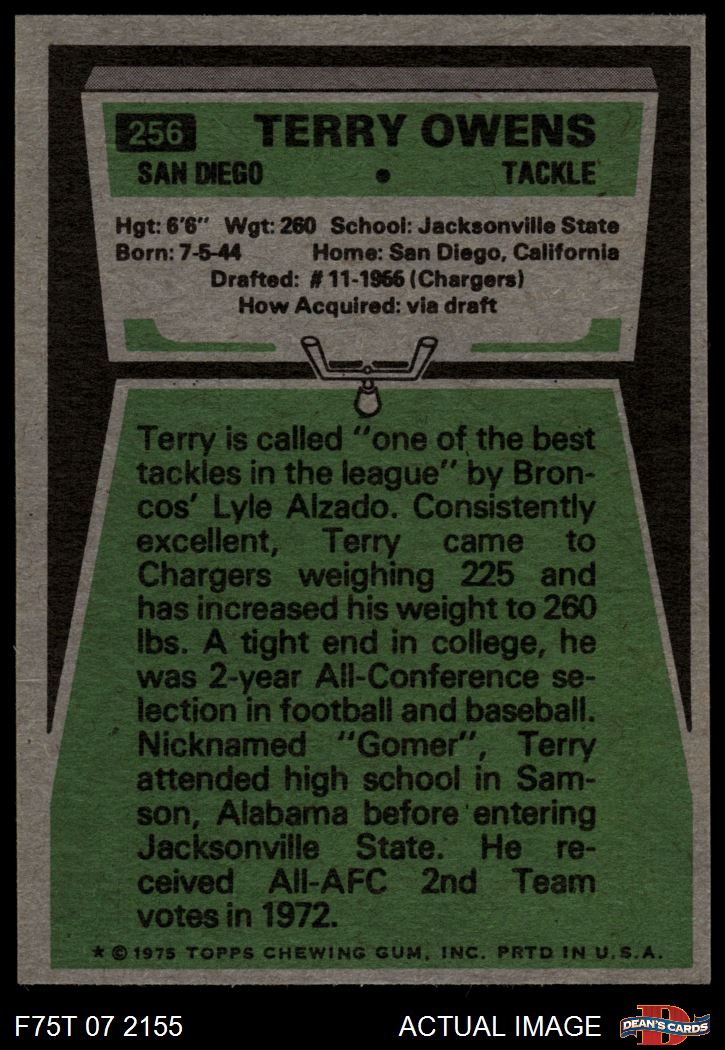 256 TERRY OWENS
SAN DIEGO • TACKLE
Hgt: 6'6" Wgt: 260 School: Jacksonville State
Born: 7-5-44 Home: San Diego, California
Drafted: #11-1966 (Chargers)
How Acquired: via draft
Terry is called "one of the best
tackles in the league" by Bron-
cos' Lyle Alzado. Consistently
excellent, Terry came to
Chargers weighing 225 and
has increased his weight to 260
lbs. A tight end in college, he
was 2-year All-Conference se-
lection in football and baseball.
Nicknamed "Gomer", Terry
attended high school in Sam-
son, Alabama before entering
Jacksonville State. He re-
ceived All-AFC 2nd Team
votes in 1972.
* © 1975 TOPPS CHEWING GUM, INC. PRTD IN U.S.A.
F75T 07 2155 ACTUAL IMAGE D DEAN'S CARDS